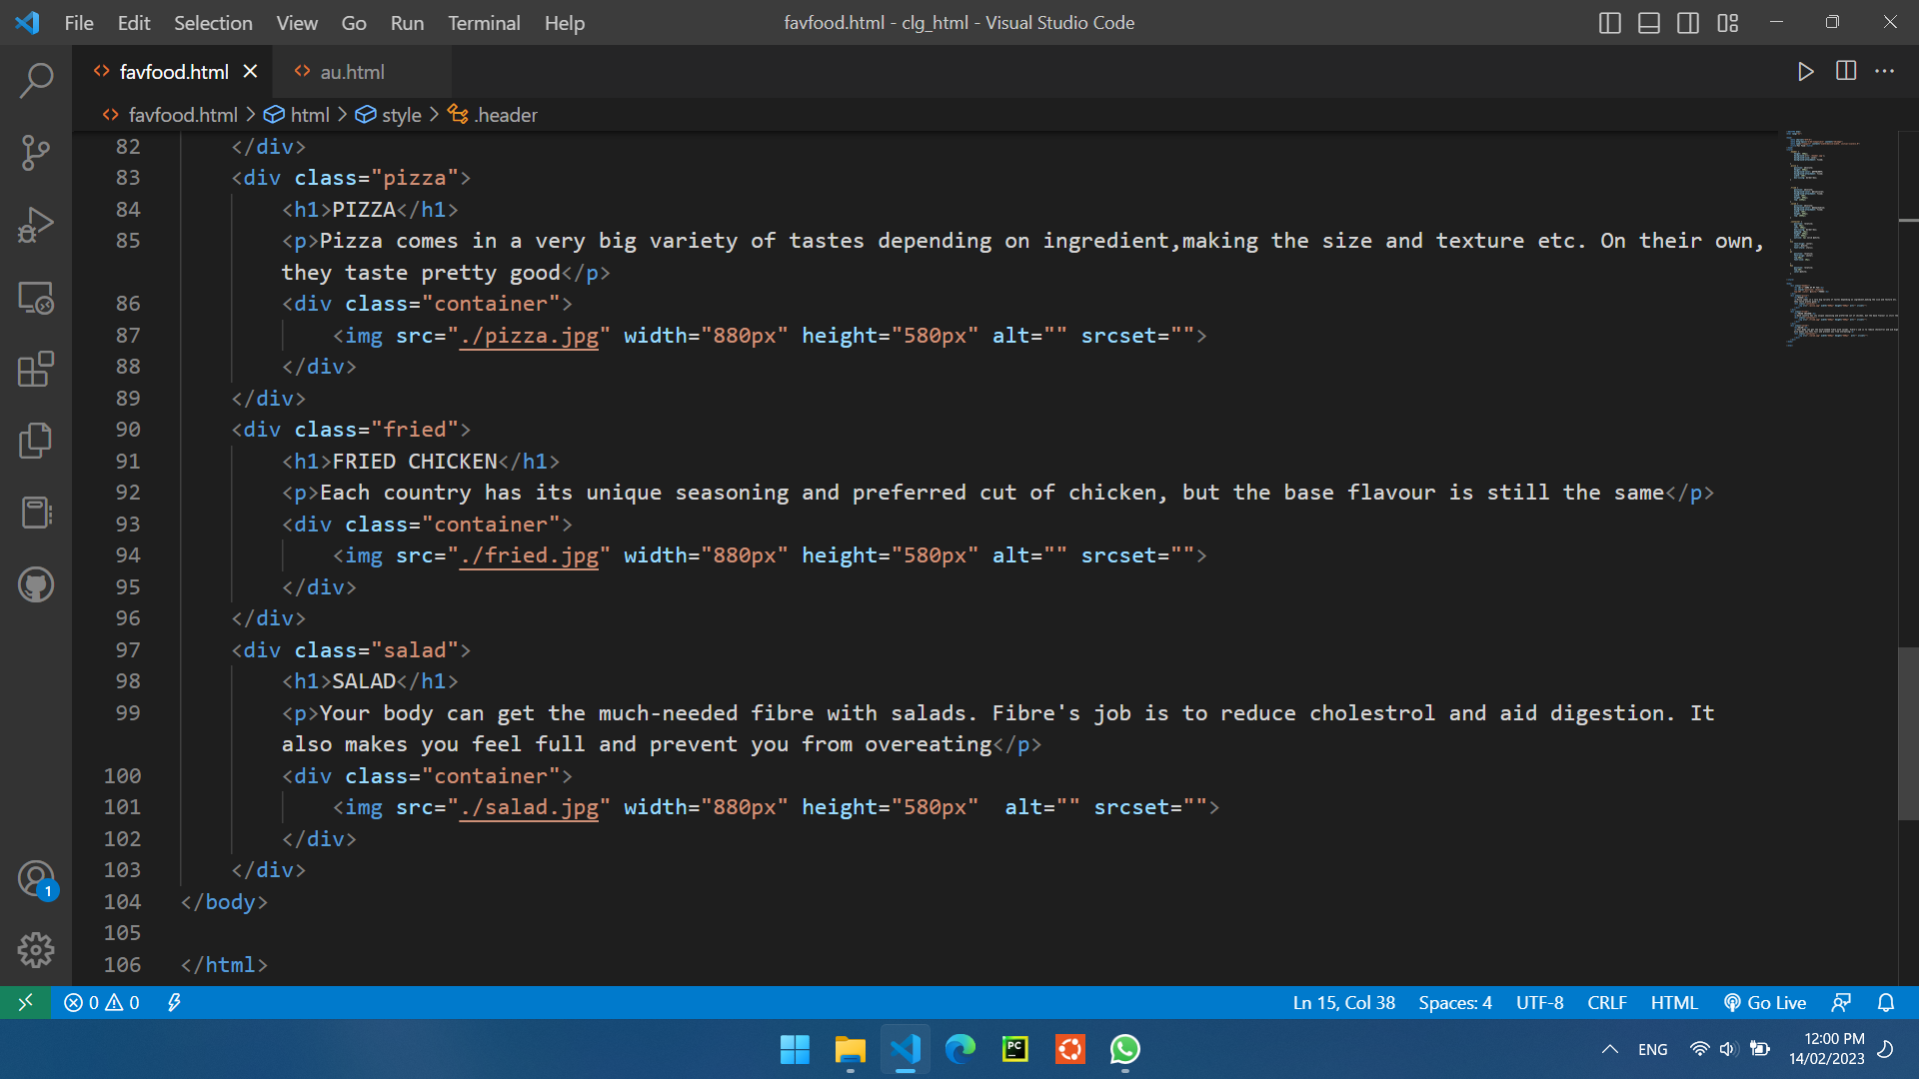 File Edit Selection View Go Run Terminal Help favfood.html - clg_html - Visual Studio Code
favfood.html au.html
favfood.html > html > style > .header
82 </div>
83 <div class="pizza">
84 <h1>PIZZA</h1>
85 <p>Pizza comes in a very big variety of tastes depending on ingredient,making the size and texture etc. On their own,
they taste pretty good</p>
86 <div class="container">
87 <img src="./pizza.jpg" width="880px" height="580px" alt="" srcset="">
88 </div>
89 </div>
90 <div class="fried">
91 <h1>FRIED CHICKEN</h1>
92 <p>Each country has its unique seasoning and preferred cut of chicken, but the base flavour is still the same</p>
93 <div class="container">
94 <img src="./fried.jpg" width="880px" height="580px" alt="" srcset="">
95 </div>
96 </div>
97 <div class="salad">
98 <h1>SALAD</h1>
99 <p>Your body can get the much-needed fibre with salads. Fibre's job is to reduce cholestrol and aid digestion. It
also makes you feel full and prevent you from overeating</p>
100 <div class="container">
101 <img src="./salad.jpg" width="880px" height="580px"  alt="" srcset="">
102 </div>
103 </div>
104 </body>
105
106 </html>
1
0 0 Ln 15, Col 38 Spaces: 4 UTF-8 CRLF HTML Go Live
PC ENG 12:00 PM
14/02/2023